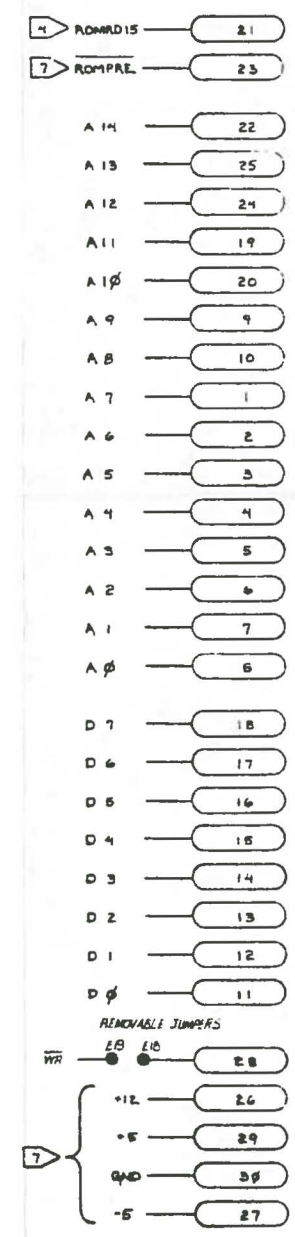 4 ROMRD15 21
7 ROMPRE 23
A 14 22
A 13 25
A 12 24
A 11 19
A 1Ø 20
A 9 9
A 8 10
A 7 1
A 6 2
A 5 3
A 4 4
A 3 5
A 2 6
A 1 7
A Ø 8
D 7 18
D 6 17
D 5 16
D 4 15
D 3 14
D 2 13
D 1 12
D Ø 11
REMOVABLE JUMPERS
E19 E18
WR 28
+12 26
+5 29
7
GND 3Ø
-5 27